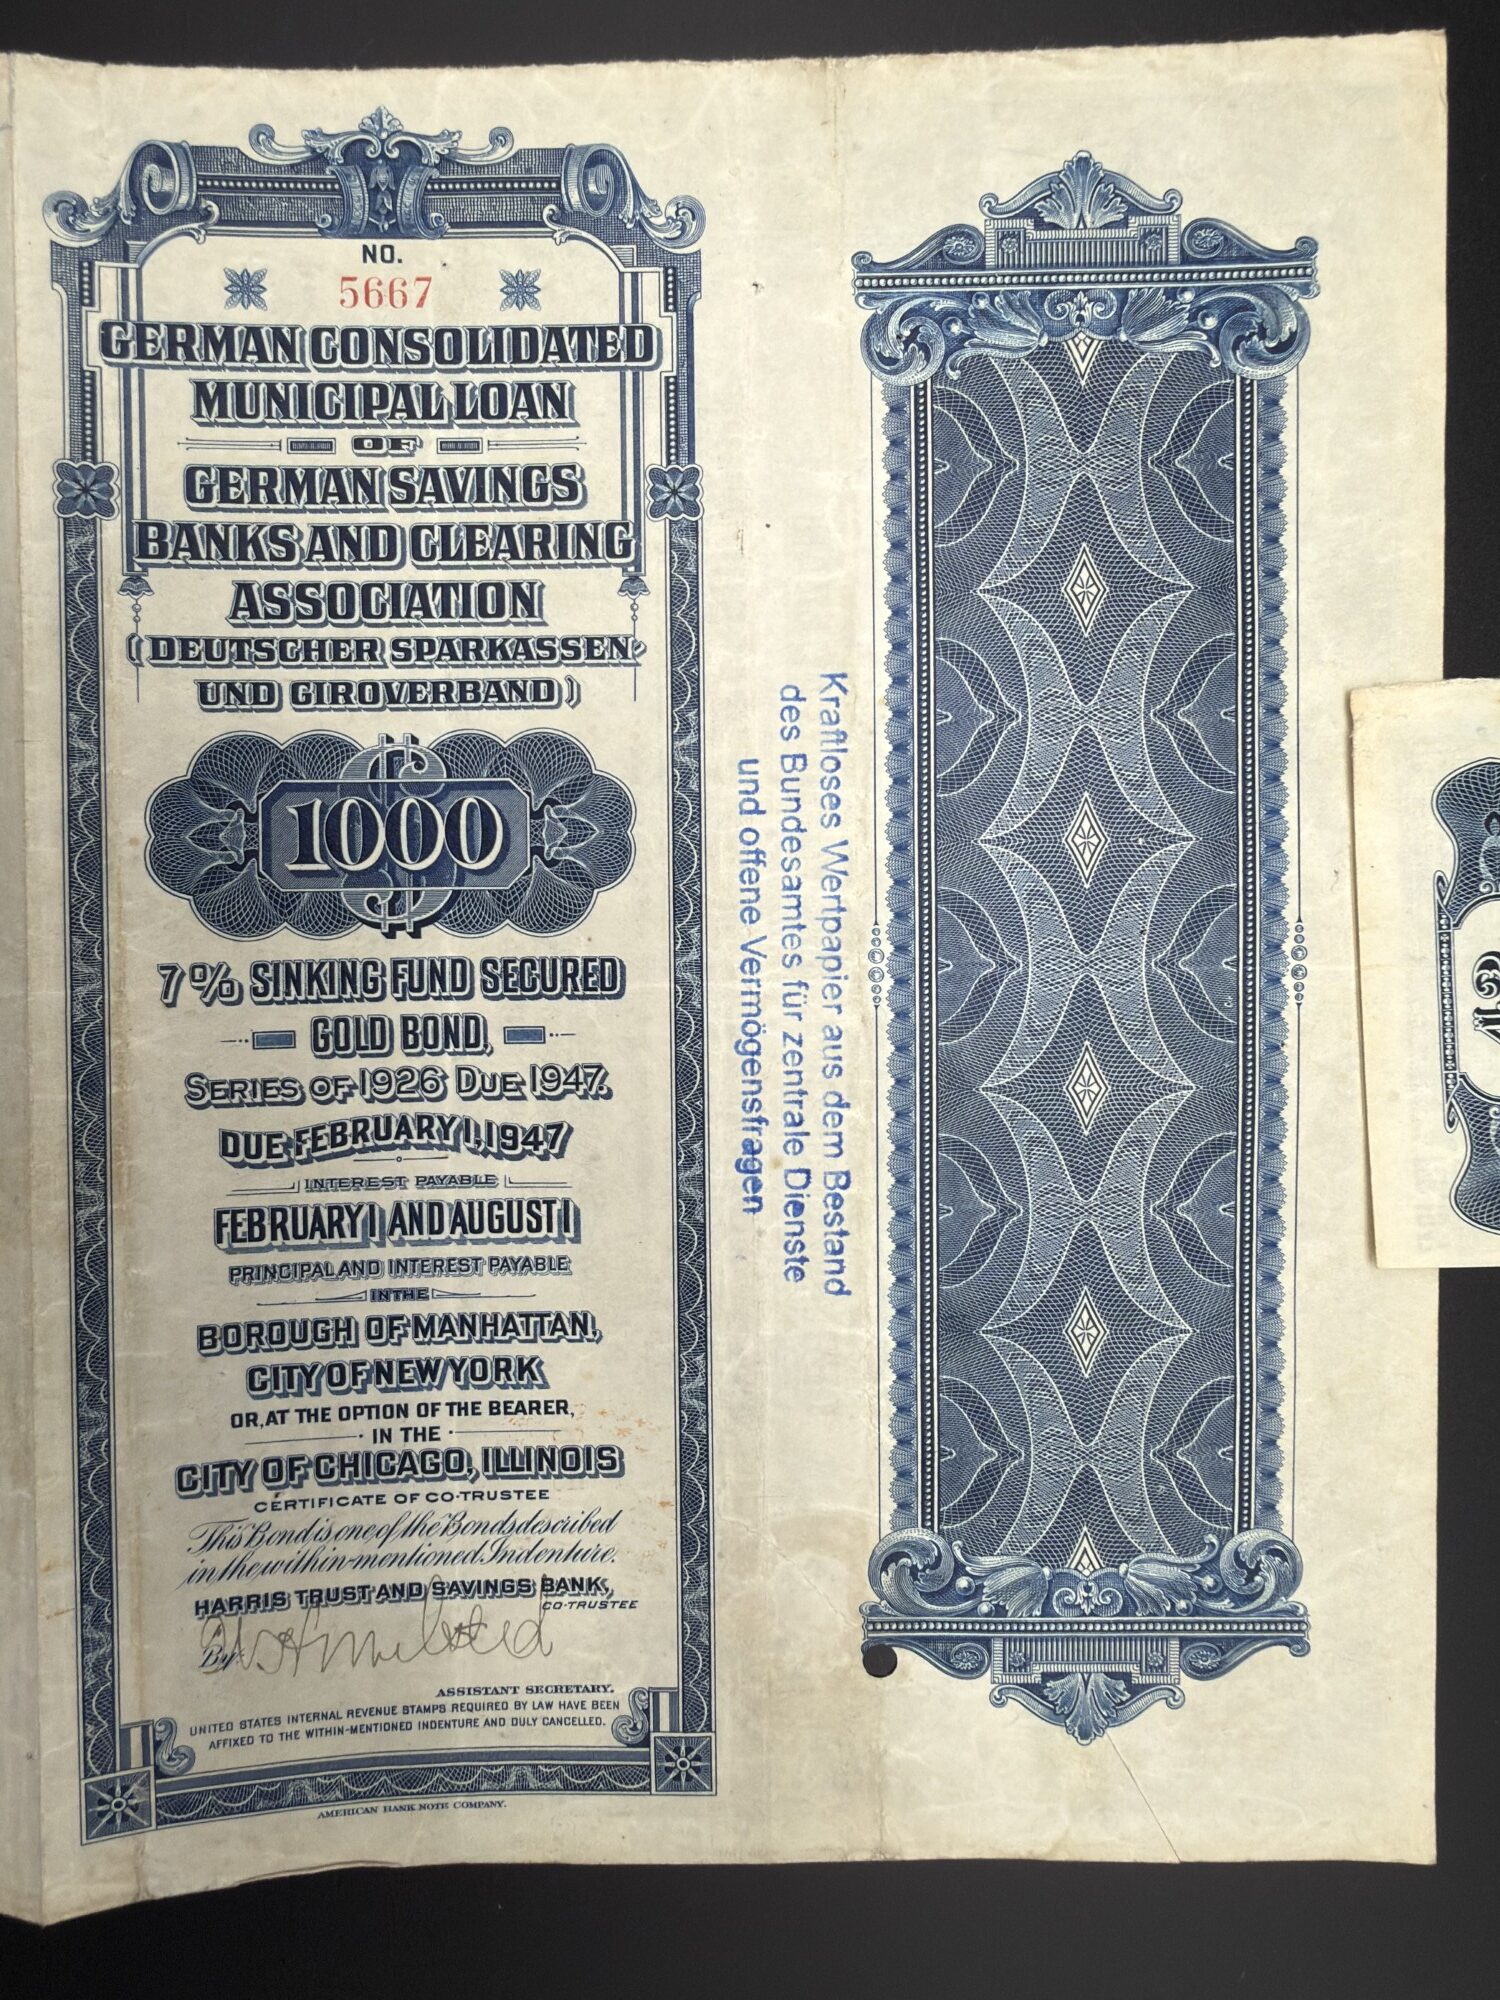 NO.
5667
GERMAN CONSOLIDATED
MUNICIPAL LOAN
OF
GERMAN SAVINGS
BANKS AND CLEARING
ASSOCIATION
(DEUTSCHER SPARKASSEN-
UND GIROVERBAND)
$
1000
7% SINKING FUND SECURED
GOLD BOND,
SERIES OF 1926 DUE 1947.
DUE FEBRUARY 1, 1947
INTEREST PAYABLE
FEBRUARY 1 AND AUGUST 1
PRINCIPAL AND INTEREST PAYABLE
IN THE
BOROUGH OF MANHATTAN,
CITY OF NEW YORK
OR, AT THE OPTION OF THE BEARER,
IN THE
CITY OF CHICAGO, ILLINOIS
CERTIFICATE OF CO-TRUSTEE
This Bond is one of the Bonds described
in the within-mentioned Indenture.
HARRIS TRUST AND SAVINGS BANK,
CO-TRUSTEE
By
ASSISTANT SECRETARY.
UNITED STATES INTERNAL REVENUE STAMPS REQUIRED BY LAW HAVE BEEN
AFFIXED TO THE WITHIN-MENTIONED INDENTURE AND DULY CANCELLED.
AMERICAN BANK NOTE COMPANY.
Kraftloses Wertpapier aus dem Bestand
des Bundesamtes für zentrale Dienste
und offene Vermögensfragen